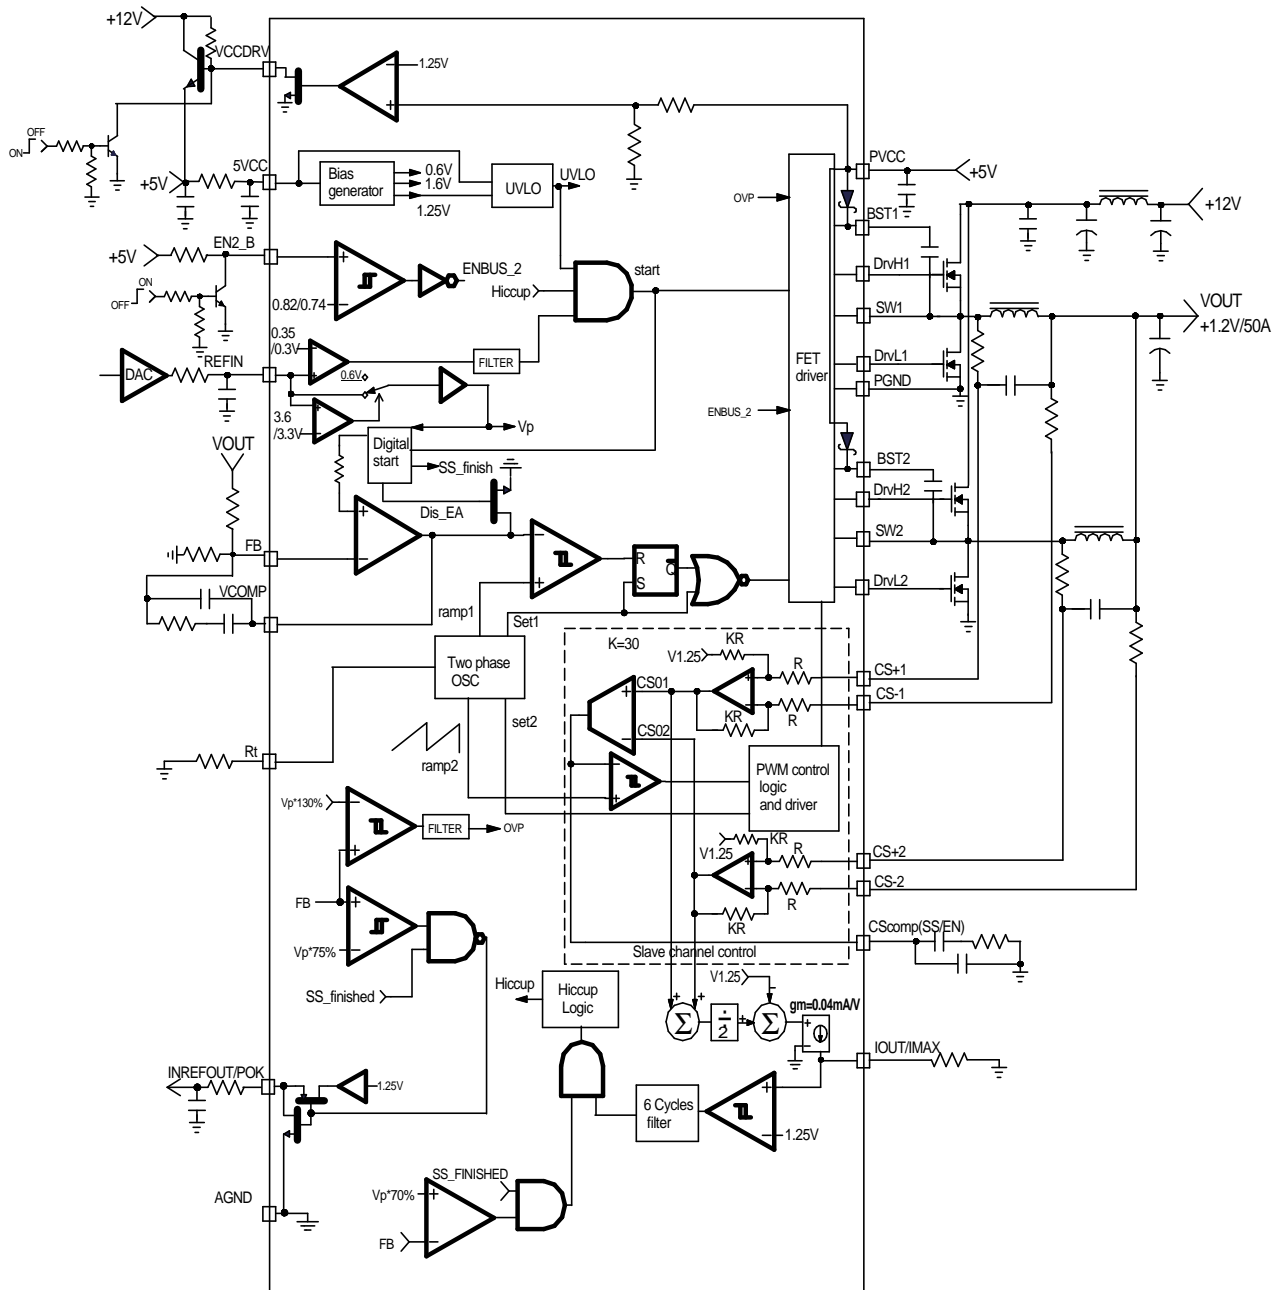 +12V
VCCDRV
1.25V
+
OFF
ON
5VCC
+5V
Bias
generator
0.6V
1.6V
1.25V
UVLO
UVLO
PVCC
+5V
OVP
BST1
+12V
EN2_B
+5V
ON
OFF
+
0.82/0.74
ENBUS_2
Hiccup
start
DrvH1
SW1
VOUT
+1.2V/50A
0.35
/0.3V
FILTER
FET
driver
DrvL1
PGND
DAC
REFIN
0.6V
3.6
/3.3V
Vp
ENBUS_2
VOUT
Digital
start
SS_finish
BST2
DrvH2
Dis_EA
SW2
FB
R
S
Q
DrvL2
VCOMP
ramp1
Set1
Two phase
OSC
K=30
KR
V1.25
R
CS+1
CS01
CS-1
R
KR
CS02
set2
Rt
ramp2
PWM control
logic
and driver
Vp*130%
FILTER
OVP
KR
V1.25
R
CS+2
CS-2
R
KR
FB
Vp*75%
CScomp(SS/EN)
Slave channel control
SS_finished
Hiccup
Hiccup
Logic
V1.25
gm=0.04mA/V
Σ
÷
2
Σ
IOUT/IMAX
INREFOUT/POK
1.25V
6 Cycles
filter
1.25V
SS_FINISHED
Vp*70%
AGND
FB